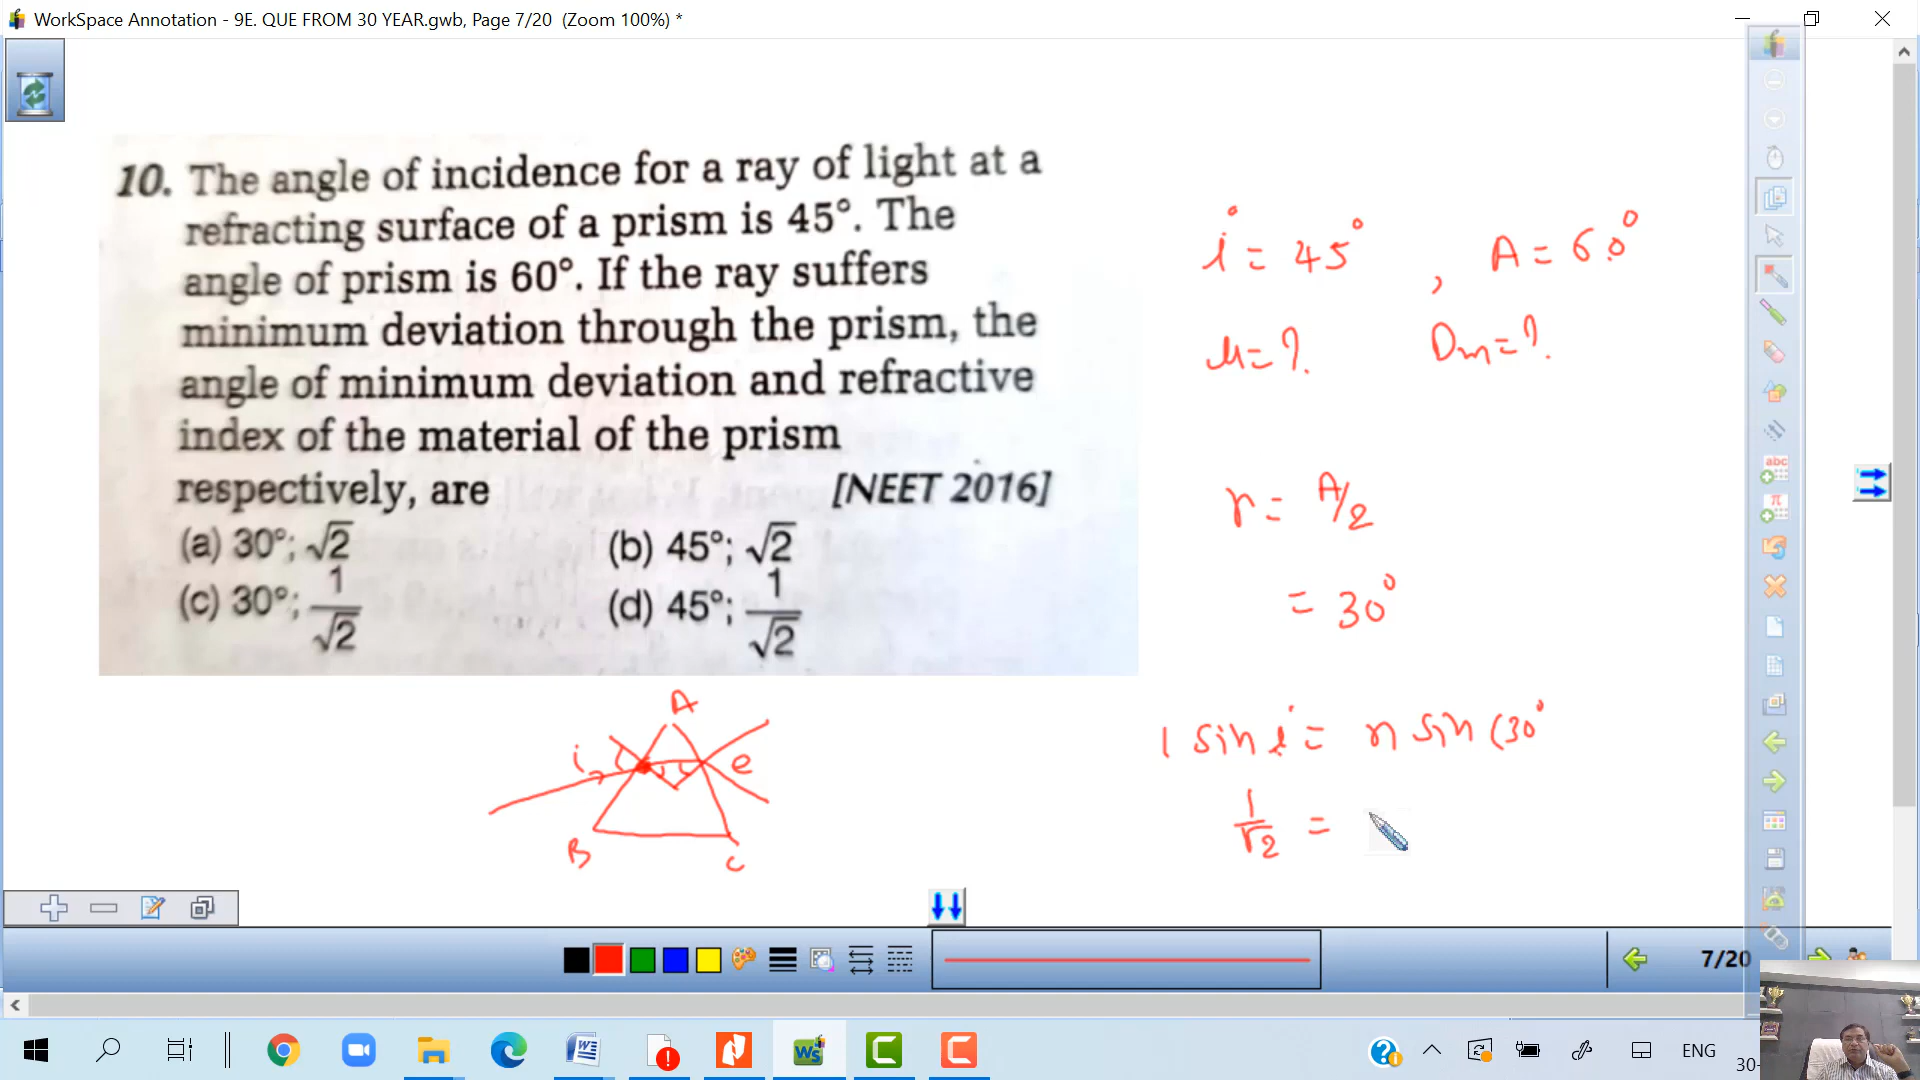 WorkSpace Annotation - 9E. QUE FROM 30 YEAR.gwb, Page 7/20 (Zoom 100%) *
10. The angle of incidence for a ray of light at a
refracting surface of a prism is 45°. The
angle of prism is 60°. If the ray suffers
minimum deviation through the prism, the
angle of minimum deviation and refractive
index of the material of the prism
respectively, are [NEET 2016]
(a) 30°; √2 (b) 45°; √2
(c) 30°; 1/√2 (d) 45°; 1/√2
i = 45° , A = 60°
μ = ? Dm = ?
r = A/2
= 30°
1 sin i = n sin (30°
1/√2 =
A
i e
B C
abc
π
7/20
ENG
30-